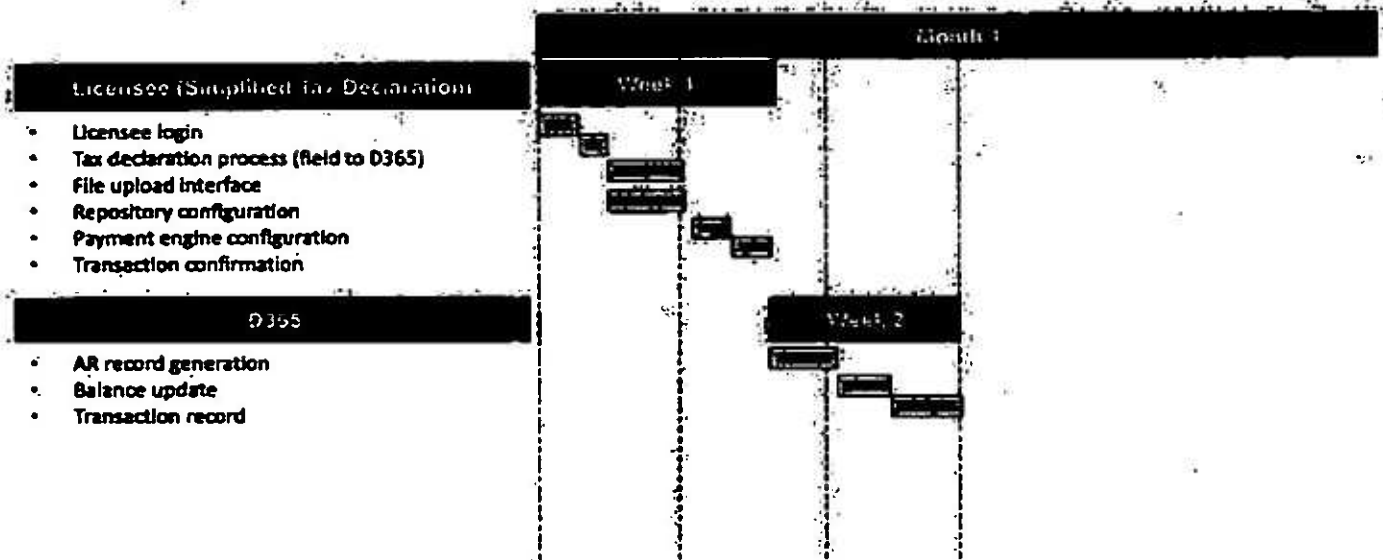 Month 1
Licensee (Simplified Tax Declaration)
Week 1
• Licensee login
• Tax declaration process (field to D365)
• File upload interface
• Repository configuration
• Payment engine configuration
• Transaction confirmation
D365
Week 2
• AR record generation
• Balance update
• Transaction record